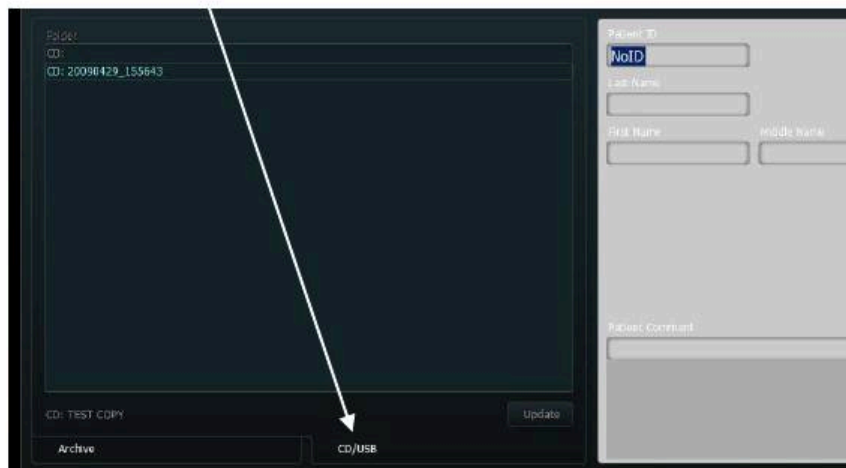 Folder
CD:
CD: 20090429_155643
CD: TEST COPY
Update
Archive
CD/USB
Patient ID
NoID
Last Name
First Name
Middle Name
Patient Comment